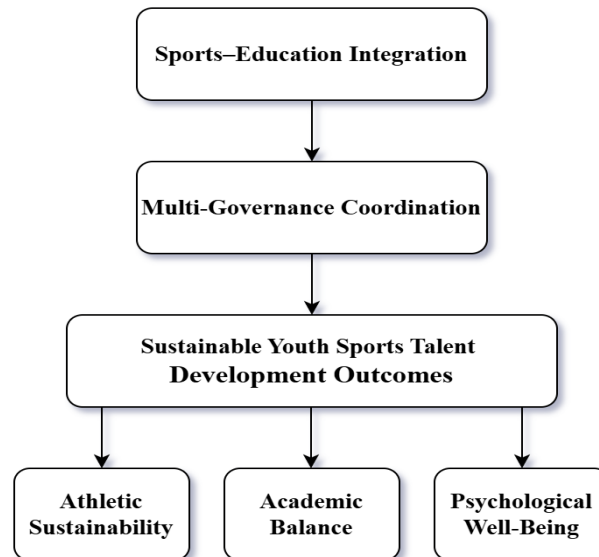 Sports–Education Integration
Multi-Governance Coordination
Sustainable Youth Sports Talent
Development Outcomes
Athletic
Sustainability
Academic
Balance
Psychological
Well-Being